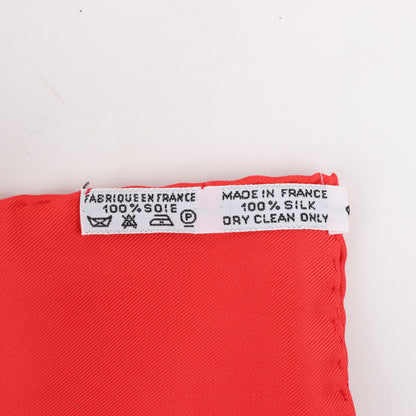 FABRIQUE EN FRANCE
100% SOIE
P
MADE IN FRANCE
100% SILK
DRY CLEAN ONLY